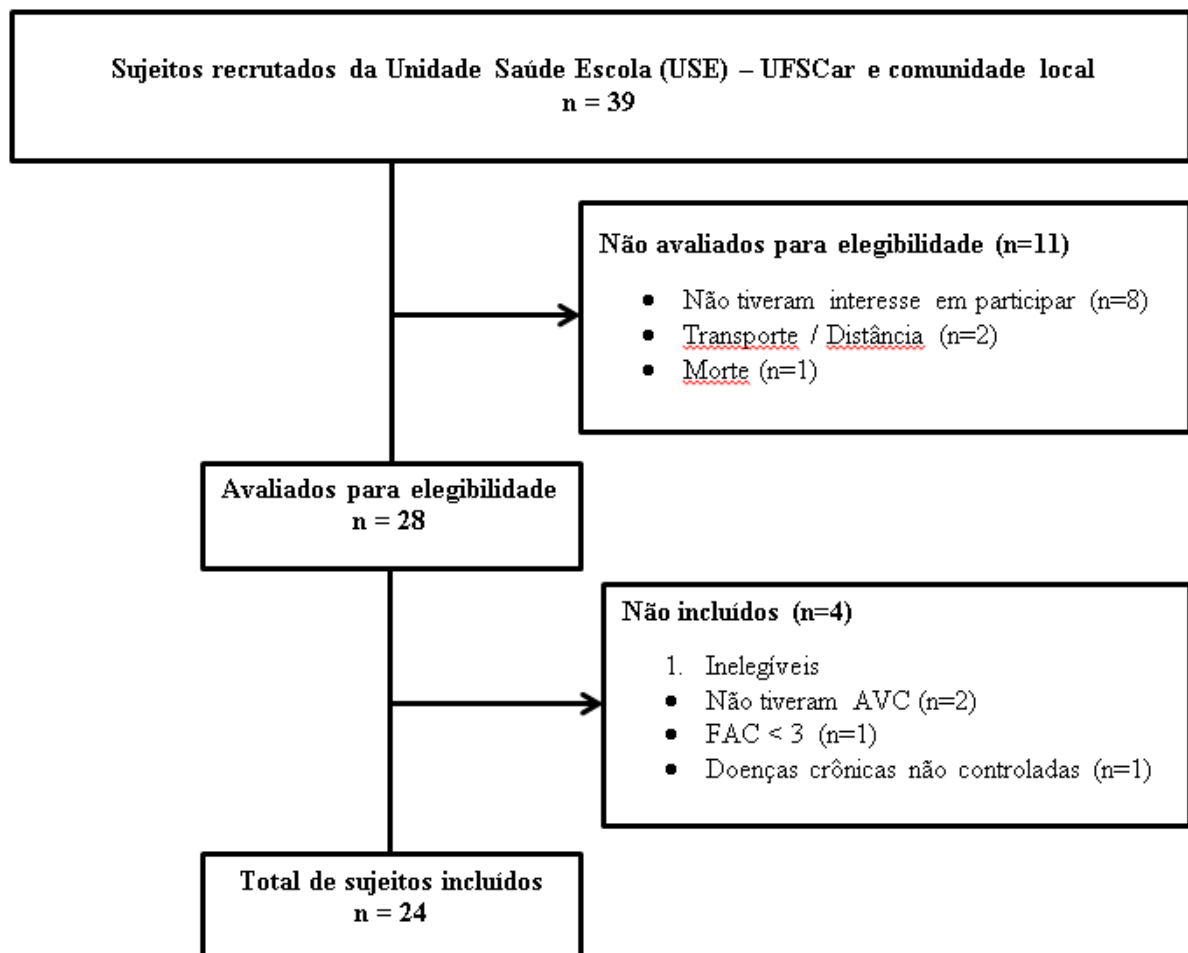 Sujeitos recrutados da Unidade Saúde Escola (USE) – UFSCar e comunidade local
n = 39
Não avaliados para elegibilidade (n=11)
• Não tiveram interesse em participar (n=8)
• Transporte / Distância (n=2)
• Morte (n=1)
Avaliados para elegibilidade
n = 28
Não incluídos (n=4)
1. Inelegíveis
• Não tiveram AVC (n=2)
• FAC < 3 (n=1)
• Doenças crônicas não controladas (n=1)
Total de sujeitos incluídos
n = 24